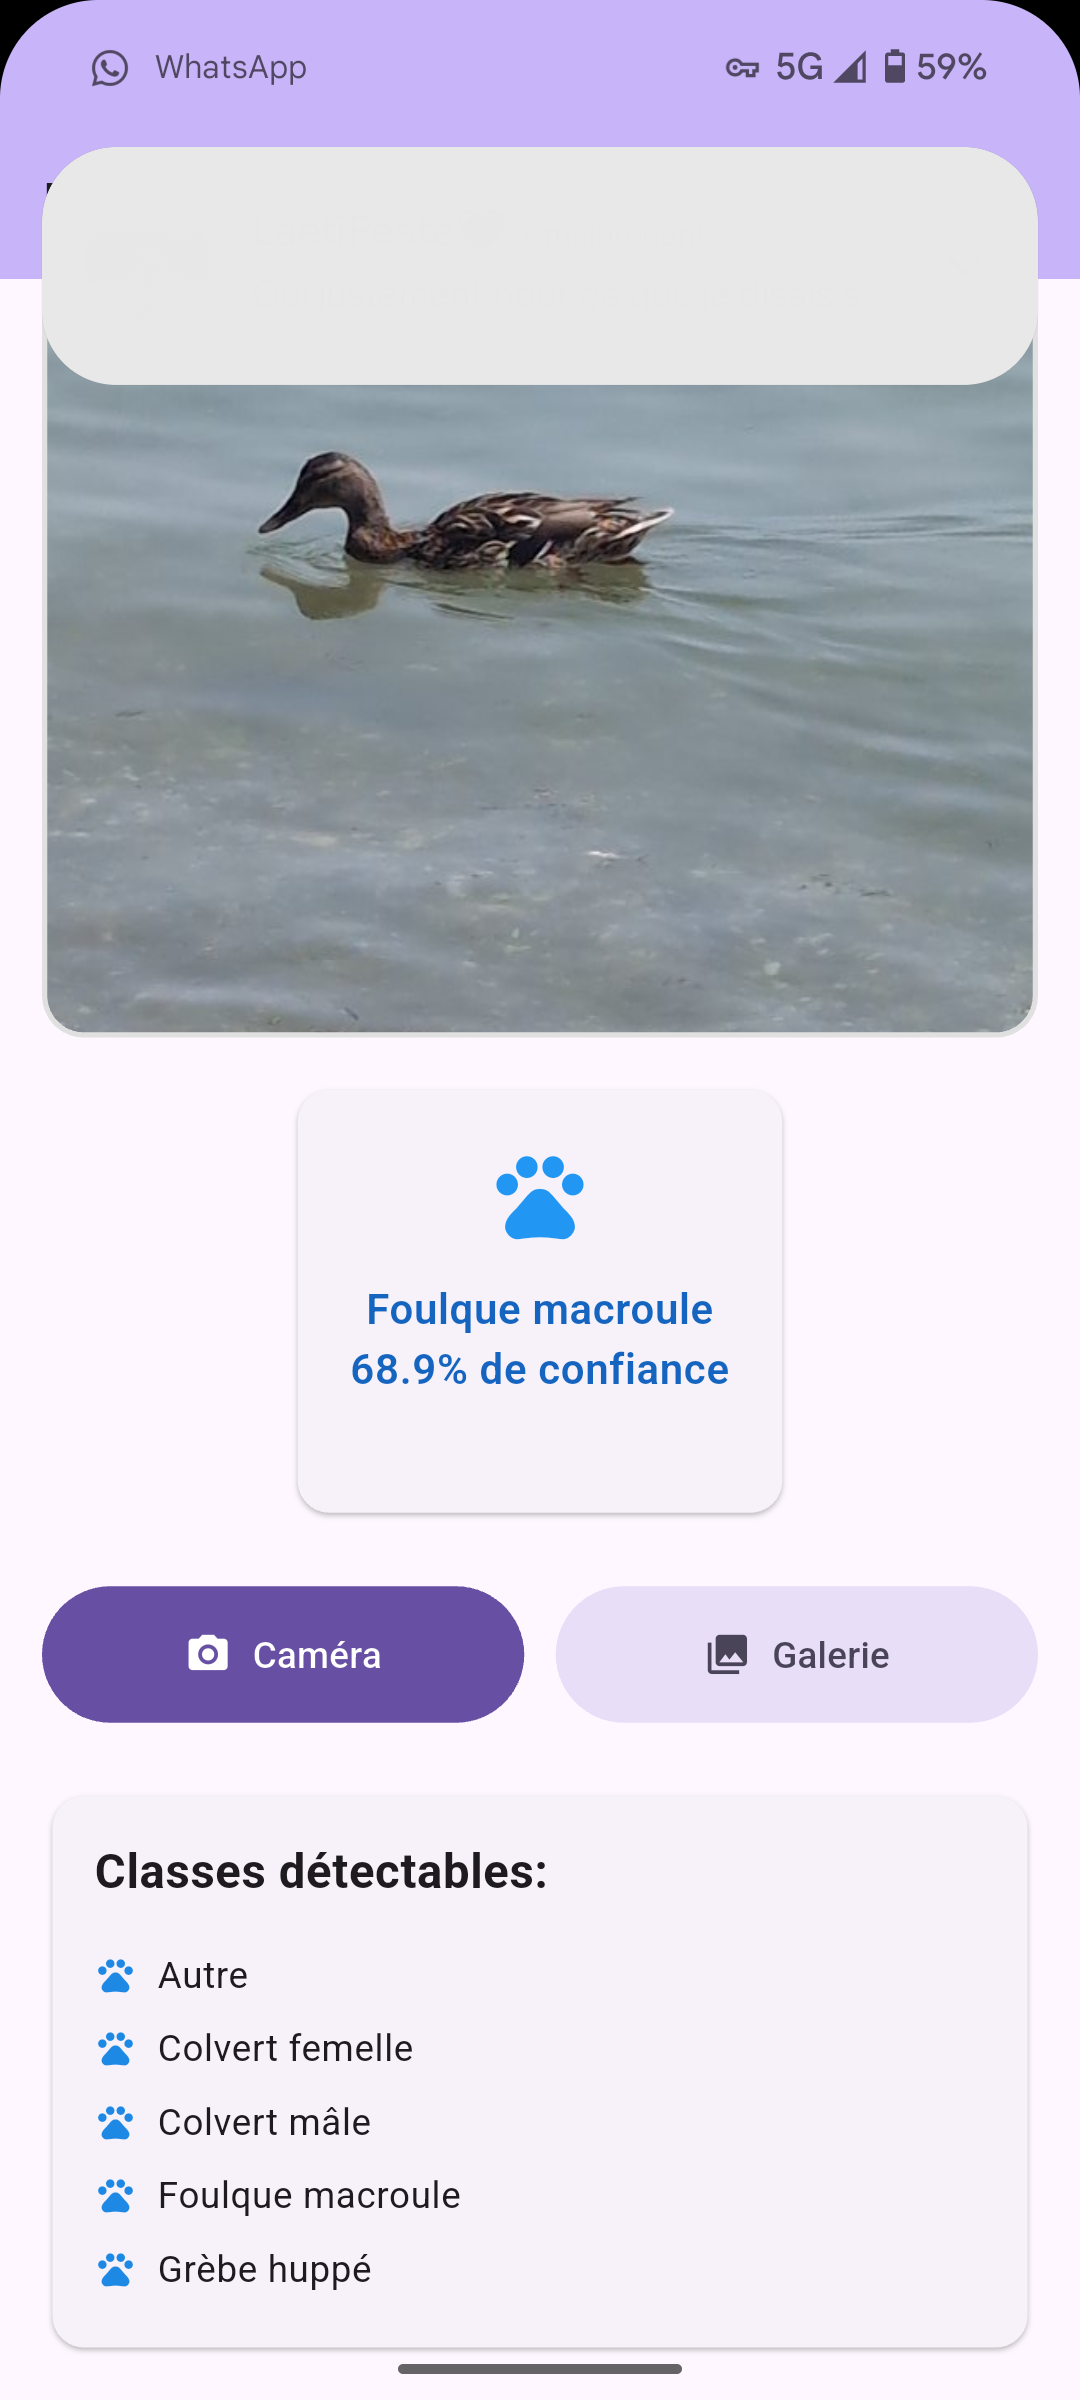 WhatsApp
5G 59%
Foulque macroule
68.9% de confiance
Caméra
Galerie
Classes détectables:
Autre
Colvert femelle
Colvert mâle
Foulque macroule
Grèbe huppé